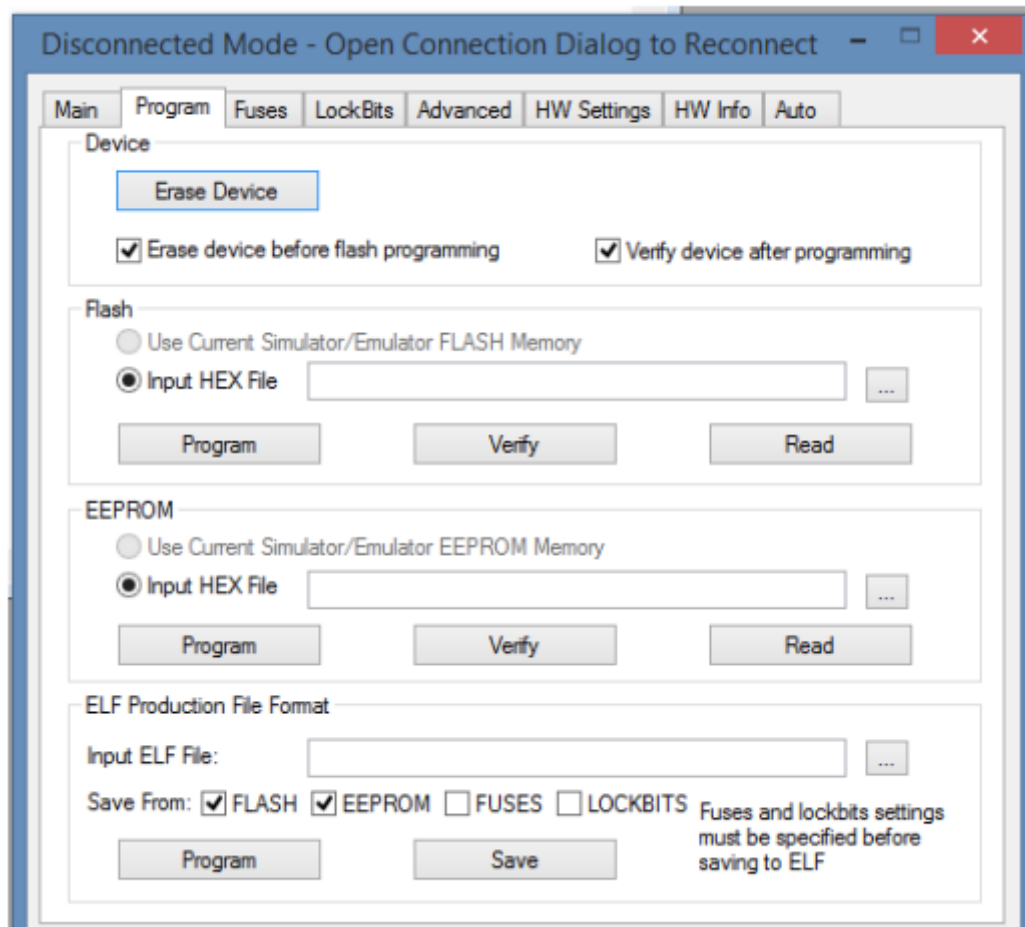 Disconnected Mode - Open Connection Dialog to Reconnect
Main Program Fuses LockBits Advanced HW Settings HW Info Auto
Device
Erase Device
Erase device before flash programming Verify device after programming
Flash
Use Current Simulator/Emulator FLASH Memory
Input HEX File ...
Program Verify Read
EEPROM
Use Current Simulator/Emulator EEPROM Memory
Input HEX File ...
Program Verify Read
ELF Production File Format
Input ELF File: ...
Save From: FLASH EEPROM FUSES LOCKBITS
Fuses and lockbits settings
must be specified before
saving to ELF
Program Save